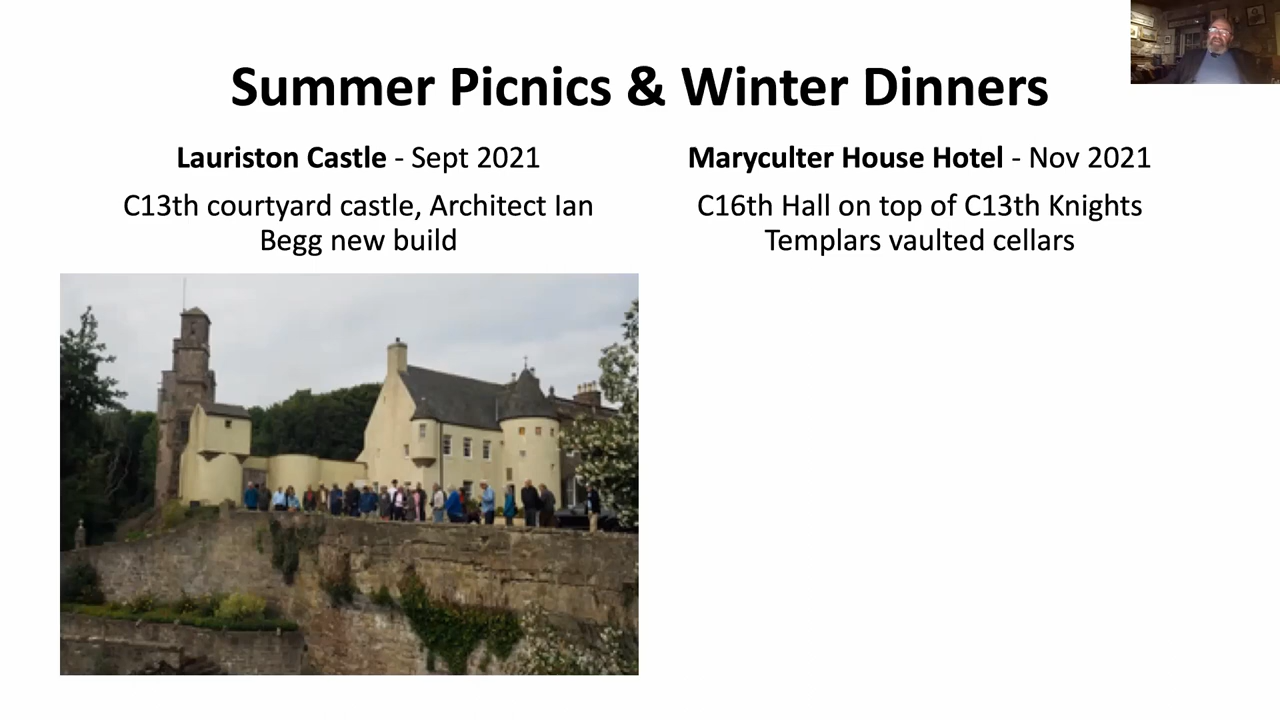 Summer Picnics & Winter Dinners
Lauriston Castle - Sept 2021
C13th courtyard castle, Architect Ian
Begg new build
Maryculter House Hotel - Nov 2021
C16th Hall on top of C13th Knights
Templars vaulted cellars